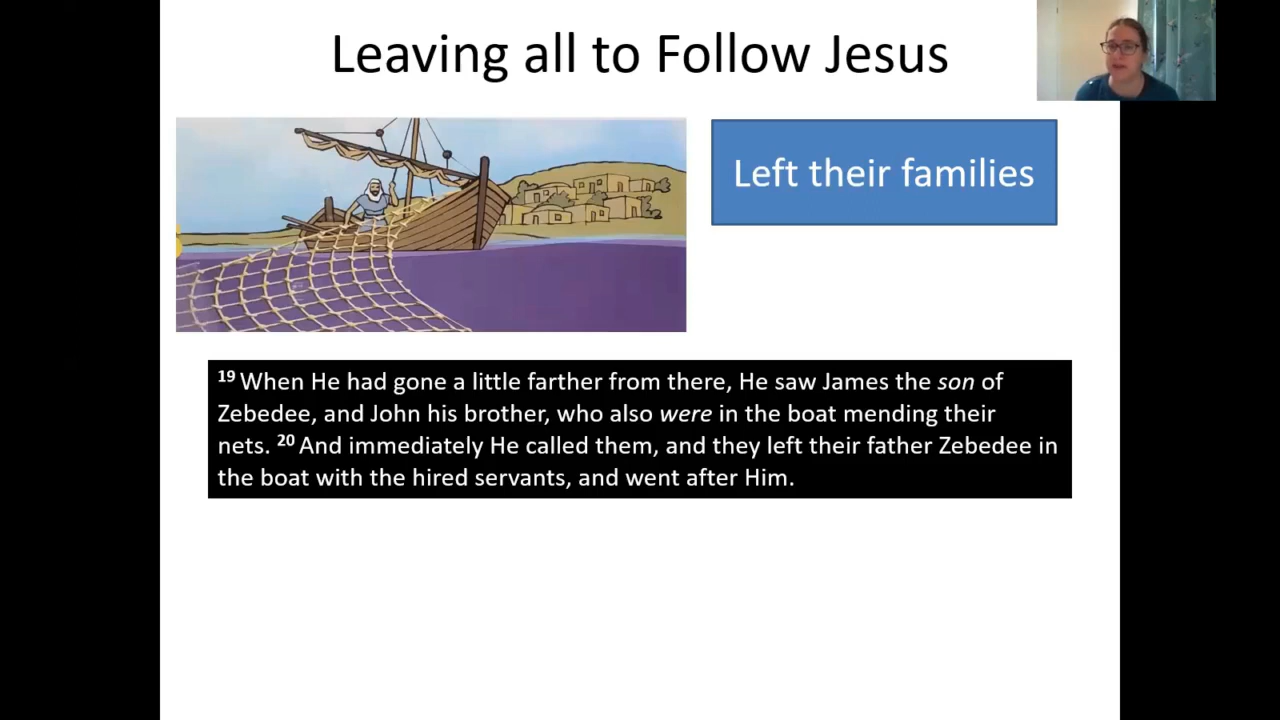 Leaving all to Follow Jesus
Left their families
19 When He had gone a little farther from there, He saw James the son of
Zebedee, and John his brother, who also were in the boat mending their
nets. 20 And immediately He called them, and they left their father Zebedee in
the boat with the hired servants, and went after Him.